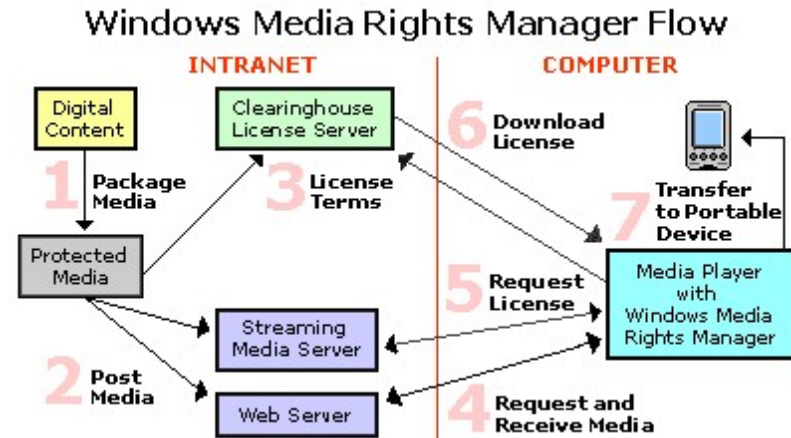 Windows Media Rights Manager Flow
INTRANET
COMPUTER
Digital
Content
Clearinghouse
License Server
6 Download
License
1 Package
Media
3 License
Terms
7 Transfer
to Portable
Device
Protected
Media
5 Request
License
Media Player
with
Windows Media
Rights Manager
Streaming
Media Server
2 Post
Media
Web Server
4 Request and
Receive Media